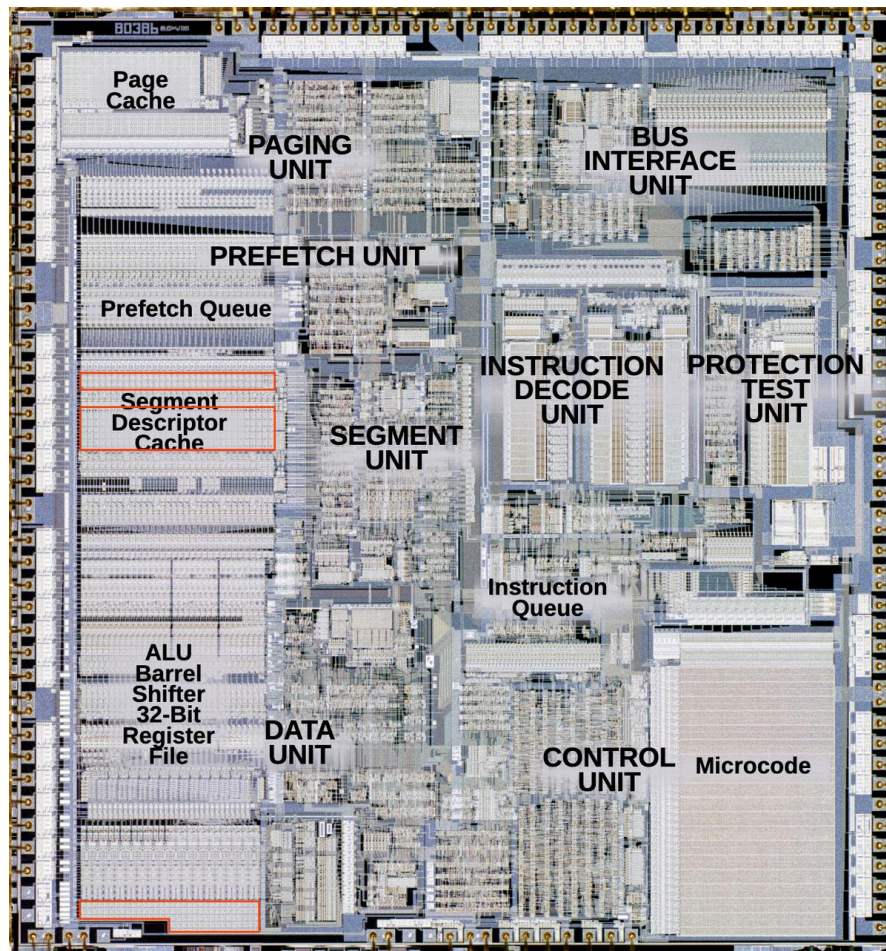 80386
Page
Cache
PAGING
UNIT
BUS
INTERFACE
UNIT
PREFETCH UNIT
Prefetch Queue
Segment
Descriptor
Cache
SEGMENT
UNIT
INSTRUCTION
DECODE
UNIT
PROTECTION
TEST
UNIT
Instruction
Queue
ALU
Barrel
Shifter
32-Bit
Register
File
DATA
UNIT
CONTROL
UNIT
Microcode